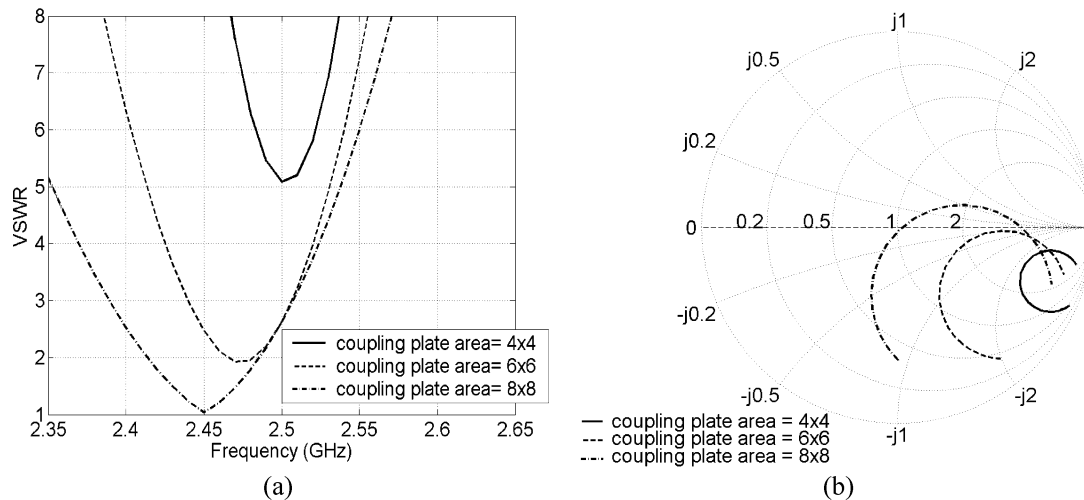 8
7
6
5
4
3
2
1
VSWR
2.35 2.4 2.45 2.5 2.55 2.6 2.65
Frequency (GHz)
coupling plate area= 4x4
coupling plate area= 6x6
coupling plate area= 8x8
(a)
j1
j0.5
j2
j0.2
0 0.2 0.5 1 2
-j0.2
-j0.5
-j2
-j1
coupling plate area = 4x4
coupling plate area = 6x6
coupling plate area = 8x8
(b)